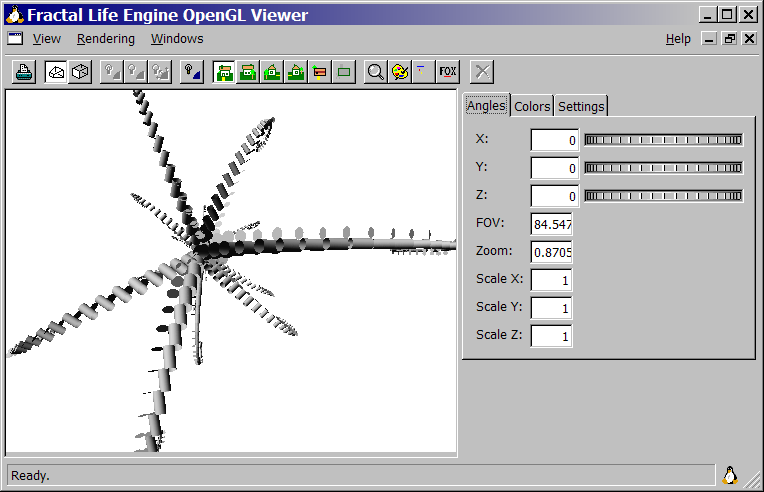 Fractal Life Engine OpenGL Viewer
View Rendering Windows Help
FOX
Angles Colors Settings
X: 0
Y: 0
Z: 0
FOV: 84.547
Zoom: 0.8705
Scale X: 1
Scale Y: 1
Scale Z: 1
Ready.